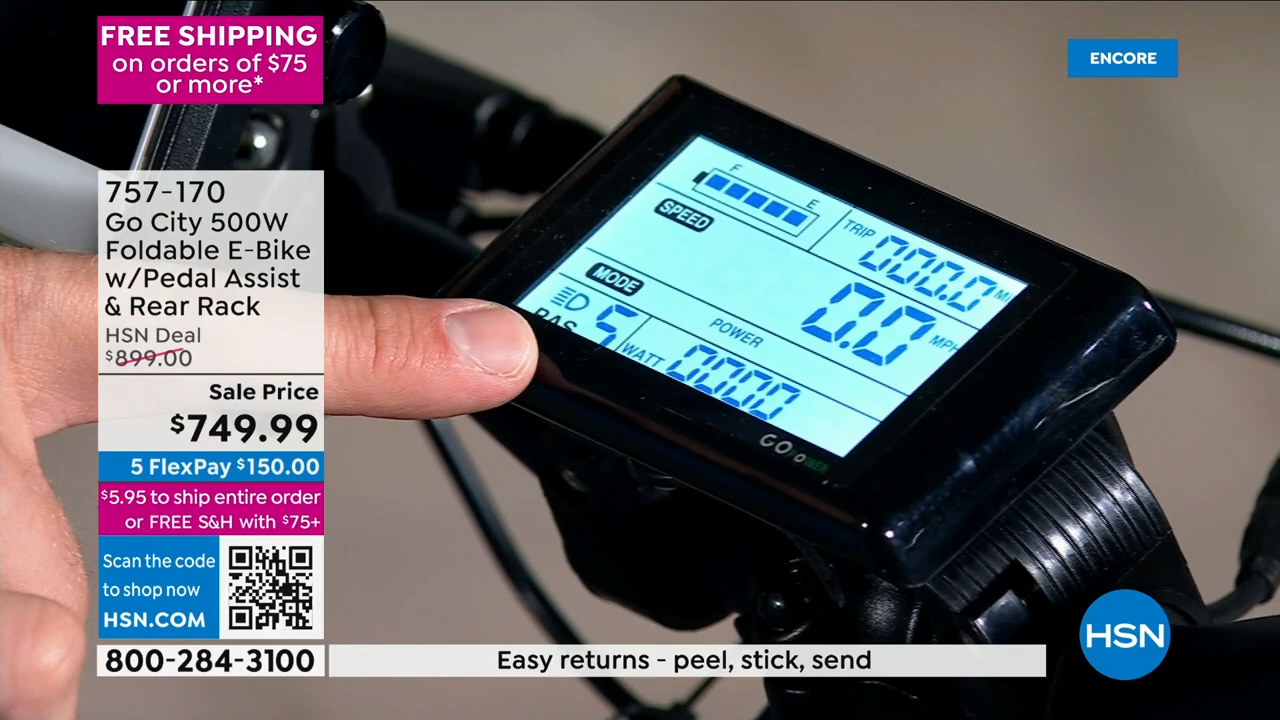 FREE SHIPPING
on orders of $75
or more*
ENCORE
757-170
Go City 500W
Foldable E-Bike
w/Pedal Assist
& Rear Rack
HSN Deal
$899.00
Sale Price
$749.99
5 FlexPay $150.00
$5.95 to ship entire order
or FREE S&H with $75+
Scan the code
to shop now
HSN.COM
800-284-3100
Easy returns - peel, stick, send
HSN
F
E
SPEED
TRIP 000.0 MI
MODE
0.0 MPH
PAS 5
POWER
WATT 0000
GOPOWER